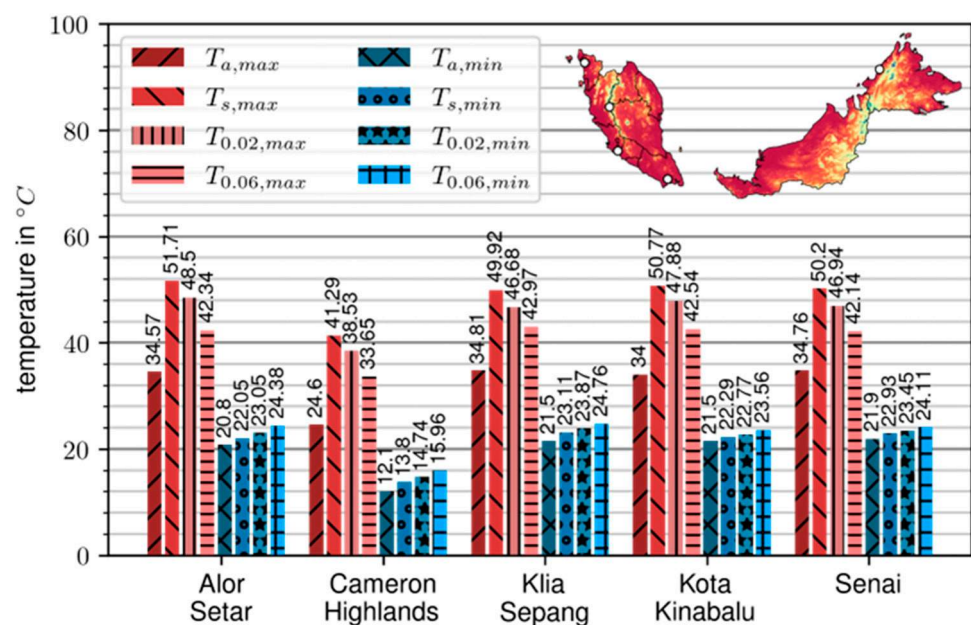 100
80
60
40
20
0
temperature in °C
T_{a,max}
T_{s,max}
T_{0.02,max}
T_{0.06,max}
T_{a,min}
T_{s,min}
T_{0.02,min}
T_{0.06,min}
34.57
51.71
48.5
42.34
20.8
22.05
23.05
24.38
24.6
41.29
38.53
33.65
12.1
13.8
14.74
15.96
34.81
49.92
46.68
42.97
21.5
23.11
23.87
24.76
34
50.77
47.88
42.54
21.5
22.29
22.77
23.56
34.76
50.2
46.94
42.14
21.9
22.93
23.45
24.11
Alor
Setar
Cameron
Highlands
Klia
Sepang
Kota
Kinabalu
Senai